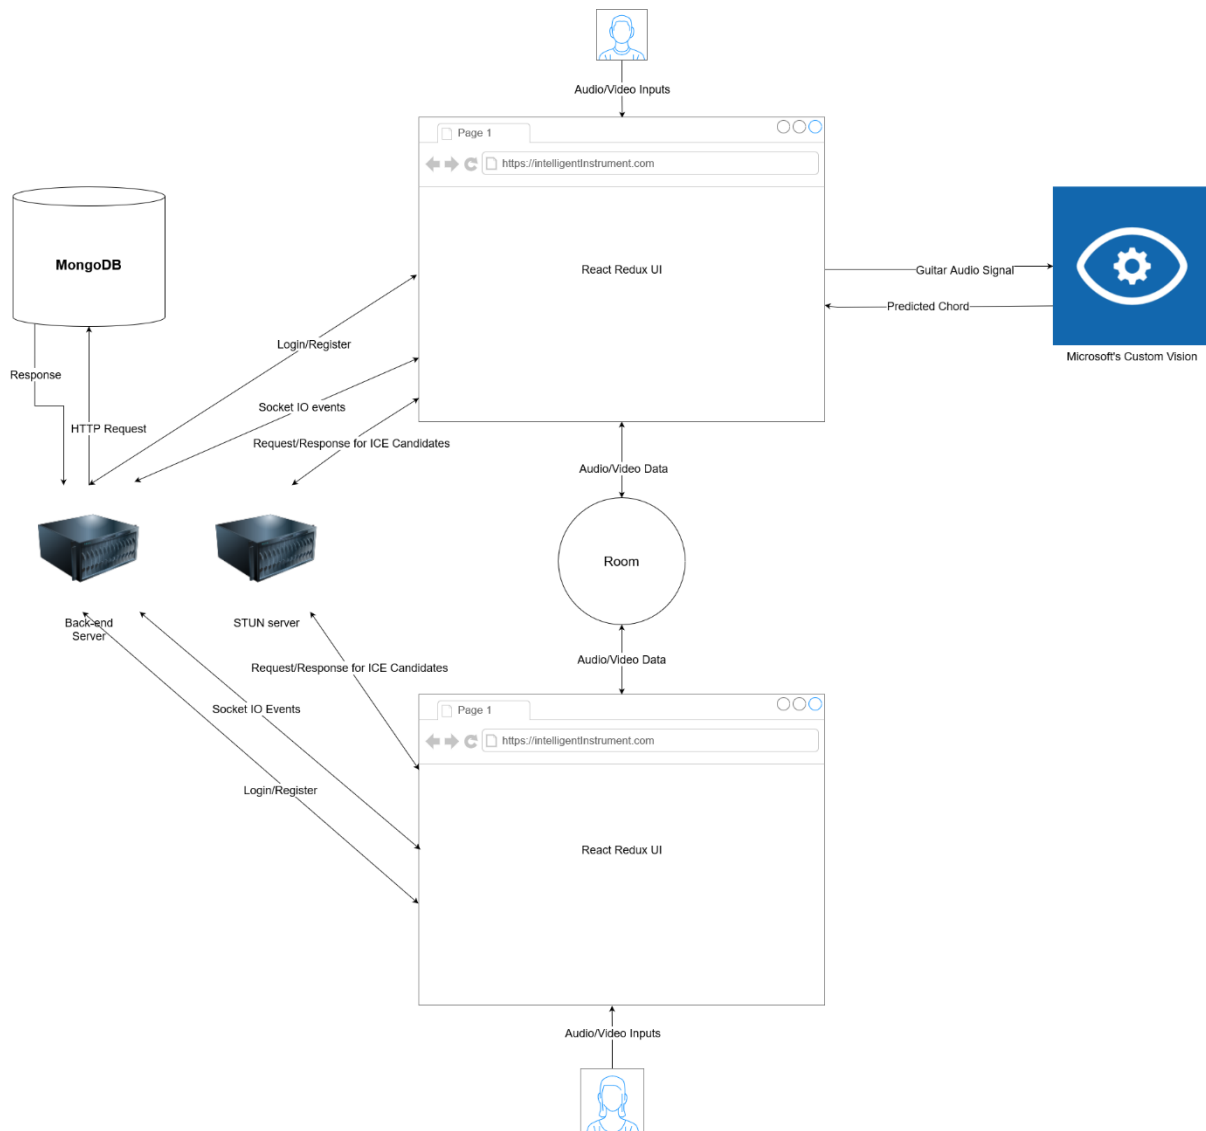 Audio/Video Inputs
Page 1
https://intelligentInstrument.com
MongoDB
React Redux UI
Guitar Audio Signal
Predicted Chord
Login/Register
Microsoft's Custom Vision
Response
Socket IO events
HTTP Request
Request/Response for ICE Candidates
Audio/Video Data
Room
Back-end
Server
STUN server
Audio/Video Data
Request/Response for ICE Candidates
Socket IO Events
Page 1
https://intelligentInstrument.com
Login/Register
React Redux UI
Audio/Video Inputs